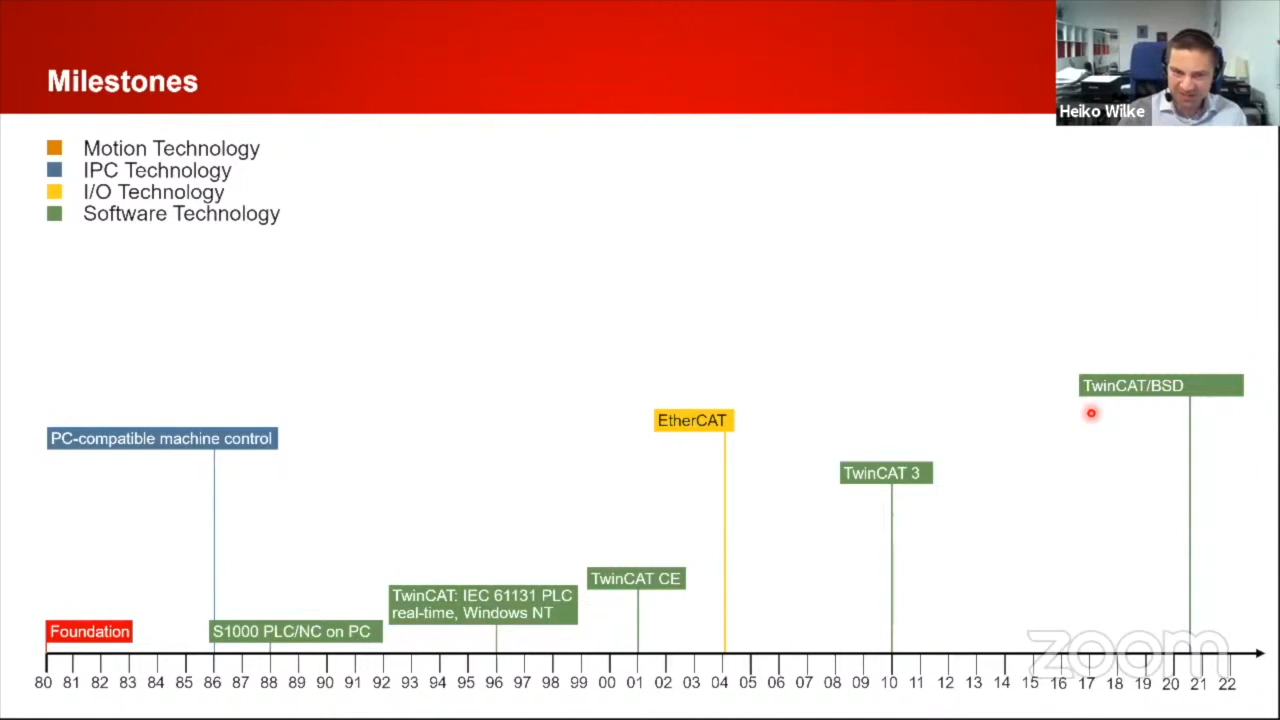 Milestones
Heiko Wilke
Motion Technology
IPC Technology
I/O Technology
Software Technology
TwinCAT/BSD
EtherCAT
PC-compatible machine control
TwinCAT 3
TwinCAT CE
TwinCAT: IEC 61131 PLC
real-time, Windows NT
Foundation
S1000 PLC/NC on PC
zoom
80 81 82 83 84 85 86 87 88 89 90 91 92 93 94 95 96 97 98 99 00 01 02 03 04 05 06 07 08 09 10 11 12 13 14 15 16 17 18 19 20 21 22